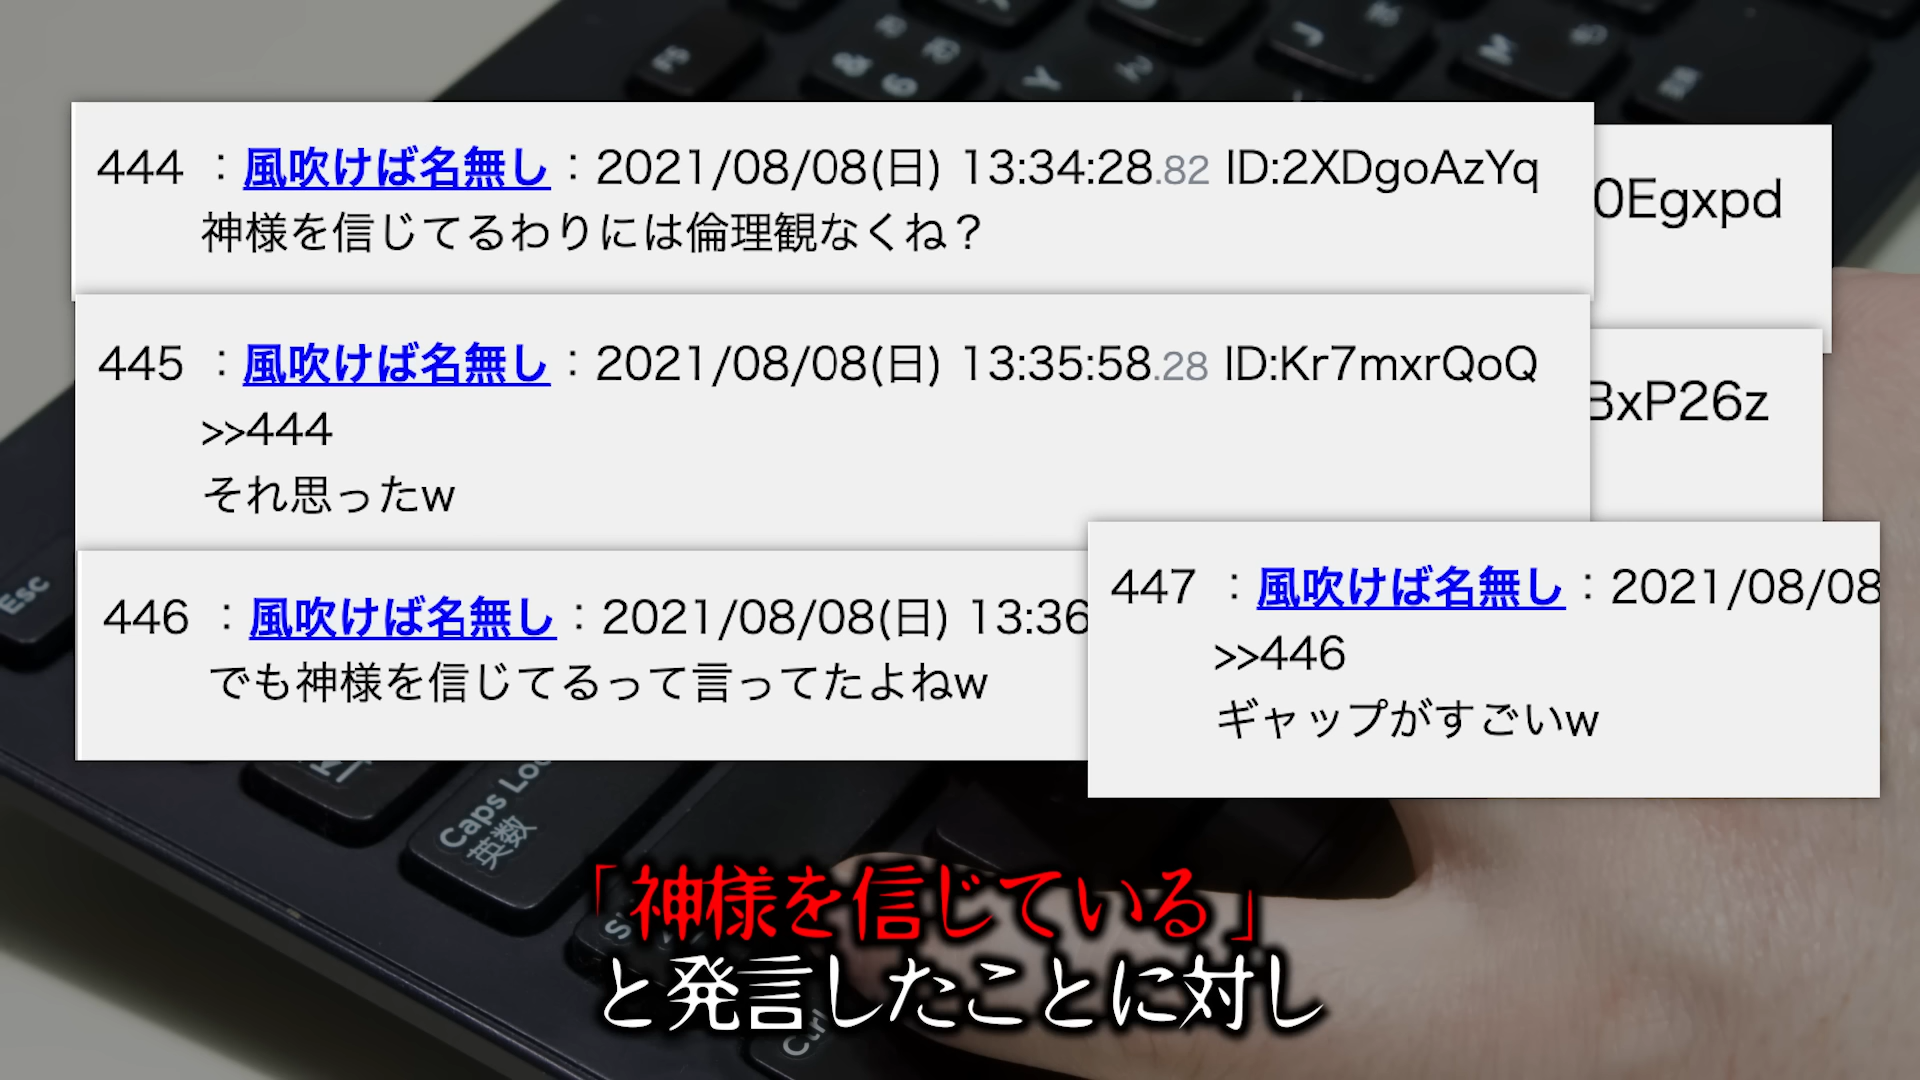 444 ：風吹けば名無し：2021/08/08(日) 13:34:28.82 ID:2XDgoAzYq
神様を信じてるわりには倫理観なくね？
0Egxpd
445 ：風吹けば名無し：2021/08/08(日) 13:35:58.28 ID:Kr7mxrQoQ
>>444
それ思ったw
BxP26z
446 ：風吹けば名無し：2021/08/08(日) 13:36
でも神様を信じてるって言ってたよねw
447 ：風吹けば名無し：2021/08/08
>>446
ギャップがすごいw
Esc
Caps Loc
英数
「神様を信じている」
と発言したことに対し